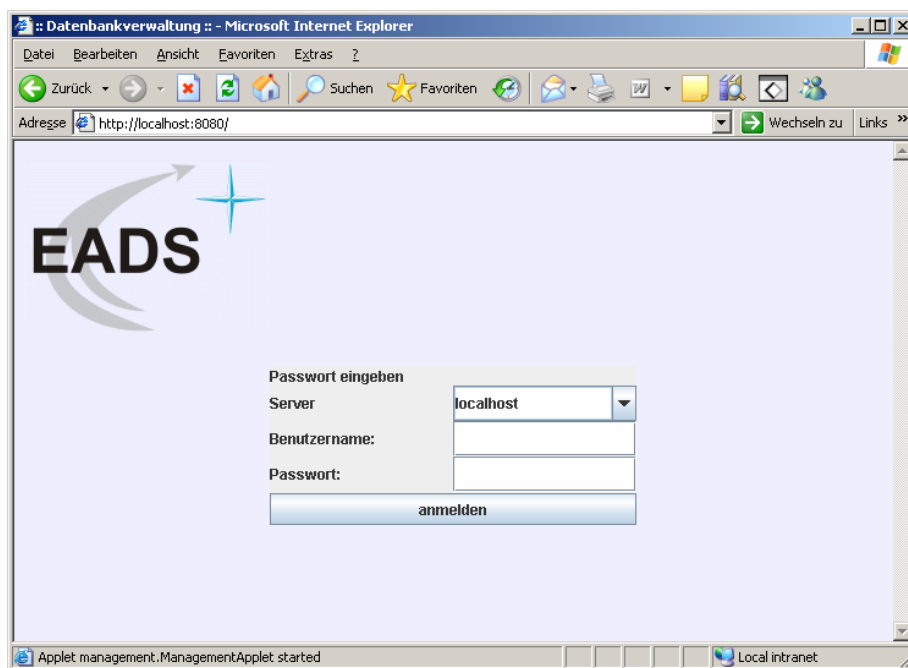 :: Datenbankverwaltung :: - Microsoft Internet Explorer
Datei Bearbeiten Ansicht Favoriten Extras ?
Zurück Suchen Favoriten W
Adresse http://localhost:8080/ Wechseln zu Links »
EADS
Passwort eingeben
Server localhost
Benutzername:
Passwort:
anmelden
Applet management.ManagementApplet started Local intranet